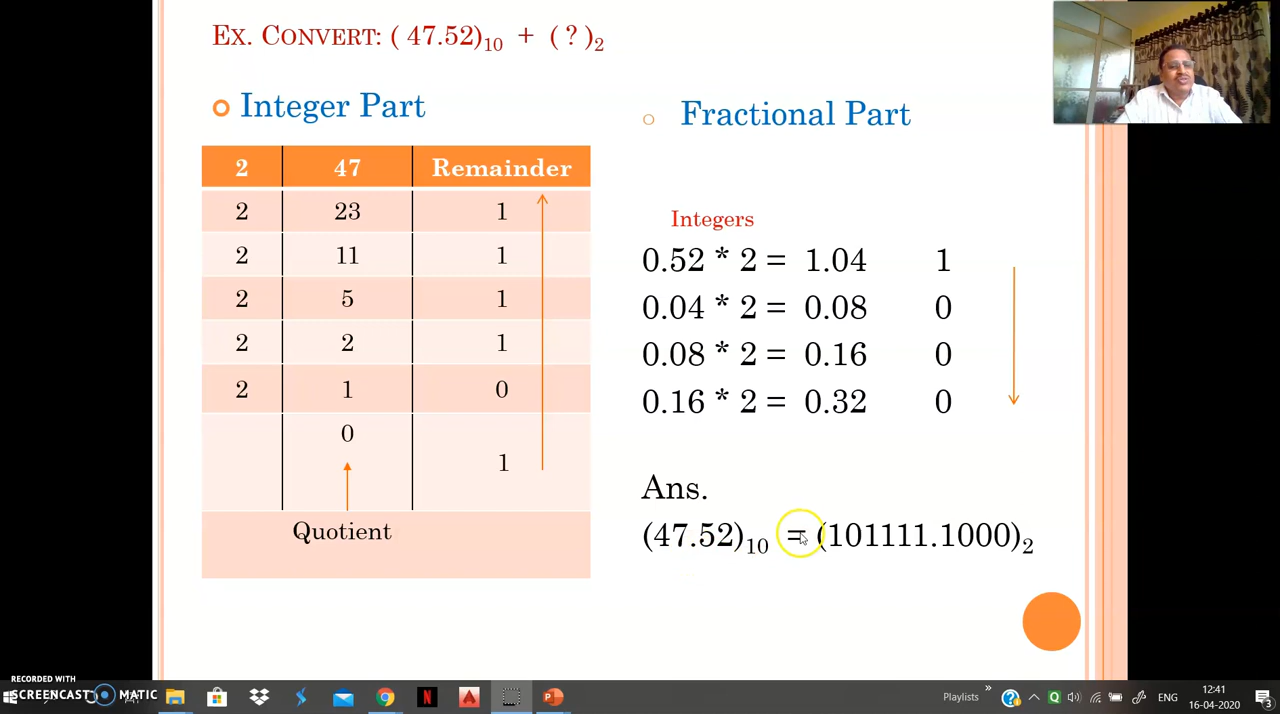 EX. CONVERT: ( 47.52)10 + ( ? )2
Integer Part
2 47 Remainder
2 23 1
2 11 1
2 5 1
2 2 1
2 1 0
0
1
Quotient
Fractional Part
Integers
0.52 * 2 = 1.04 1
0.04 * 2 = 0.08 0
0.08 * 2 = 0.16 0
0.16 * 2 = 0.32 0
Ans.
(47.52)10 = (101111.1000)2
RECORDED WITH
SCREENCAST MATIC
Playlists »
ENG
12:41
16-04-2020
3